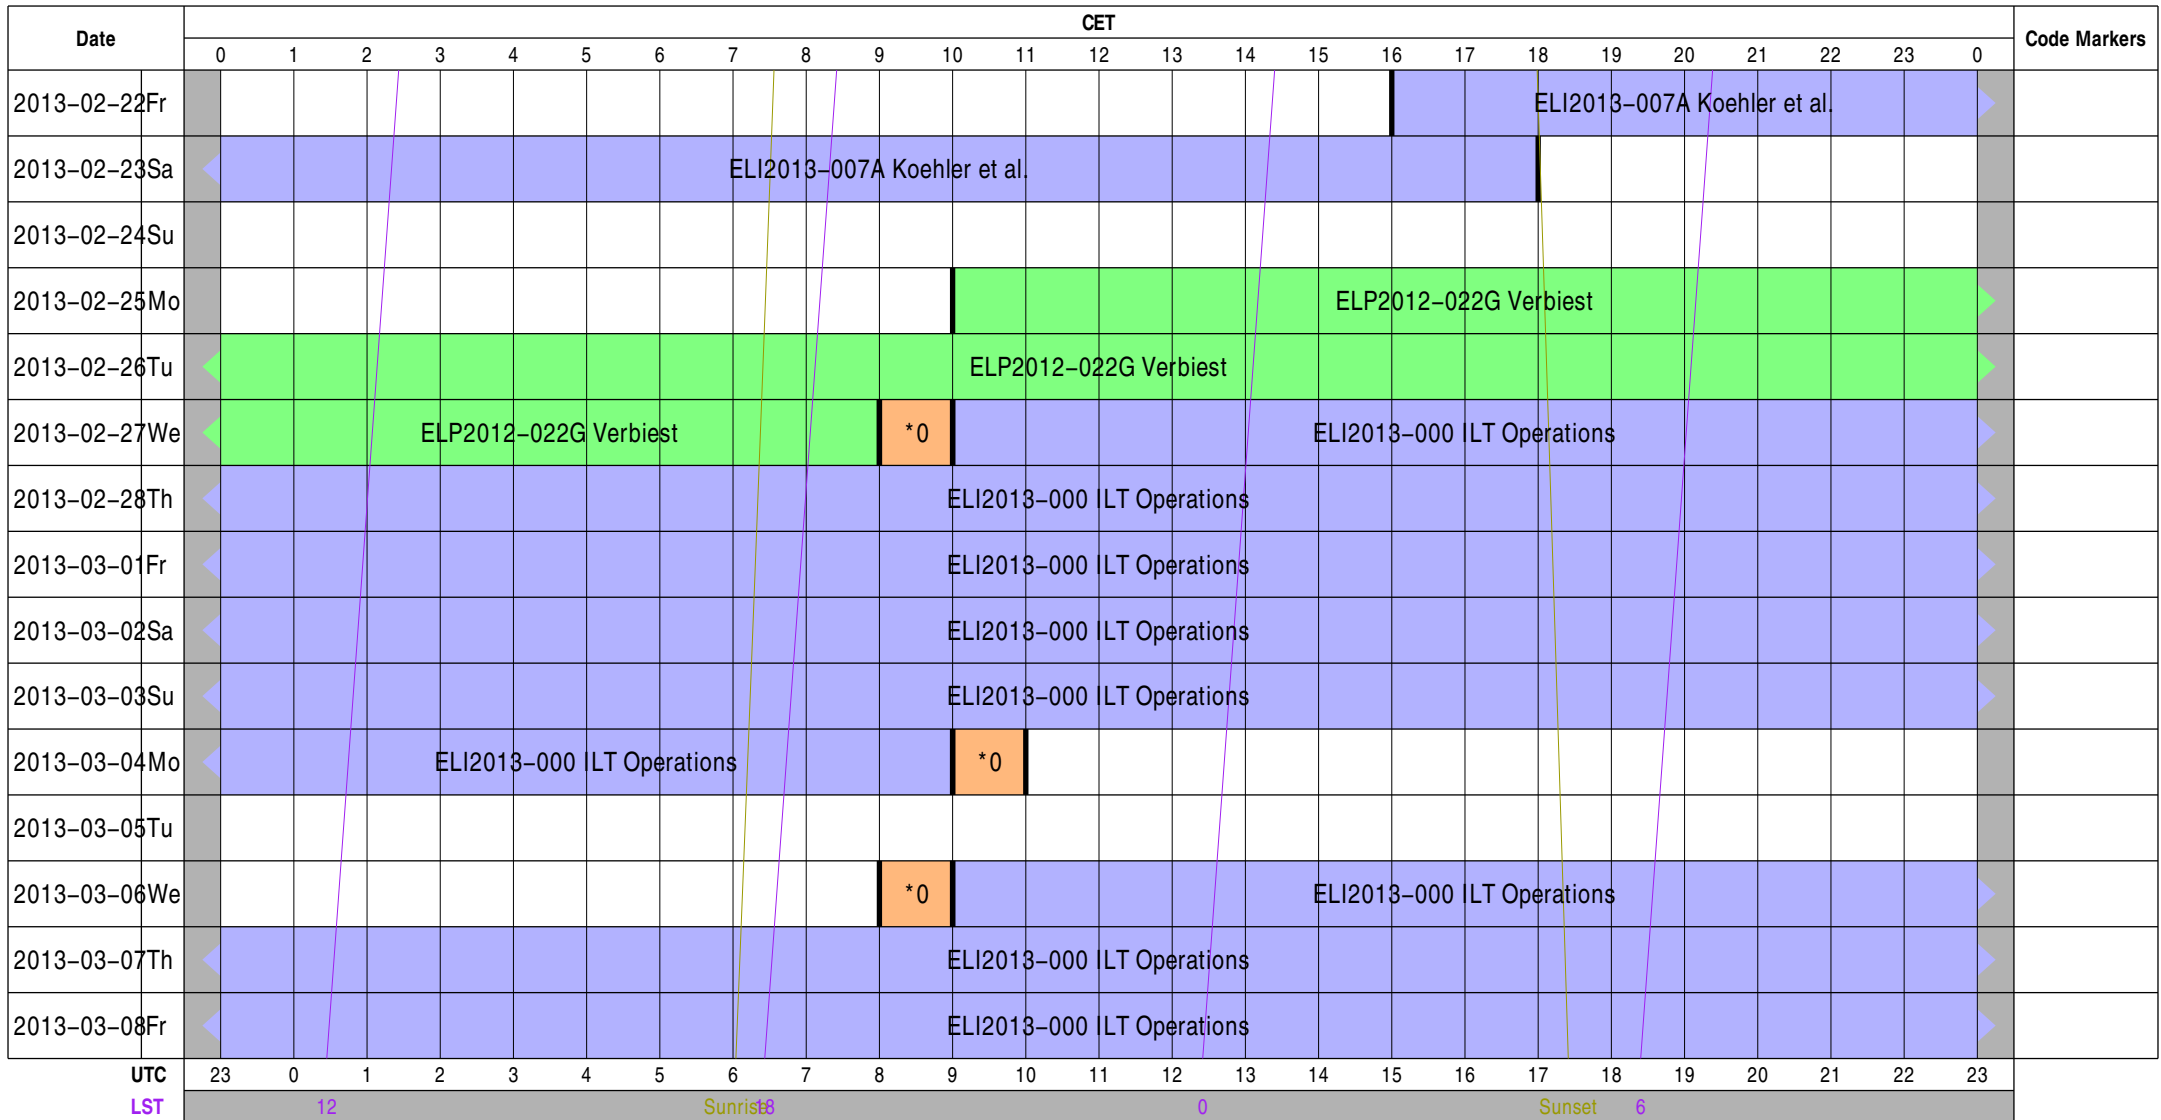 Date CET Code Markers
0 1 2 3 4 5 6 7 8 9 10 11 12 13 14 15 16 17 18 19 20 21 22 23 0
2013-02-22Fr ELI2013-007A Koehler et al.
2013-02-23Sa ELI2013-007A Koehler et al.
2013-02-24Su
2013-02-25Mo ELP2012-022G Verbiest
2013-02-26Tu ELP2012-022G Verbiest
2013-02-27We ELP2012-022G Verbiest *0 ELI2013-000 ILT Operations
2013-02-28Th ELI2013-000 ILT Operations
2013-03-01Fr ELI2013-000 ILT Operations
2013-03-02Sa ELI2013-000 ILT Operations
2013-03-03Su ELI2013-000 ILT Operations
2013-03-04Mo ELI2013-000 ILT Operations *0
2013-03-05Tu
2013-03-06We *0 ELI2013-000 ILT Operations
2013-03-07Th ELI2013-000 ILT Operations
2013-03-08Fr ELI2013-000 ILT Operations
UTC 23 0 1 2 3 4 5 6 7 8 9 10 11 12 13 14 15 16 17 18 19 20 21 22 23
LST 12 Sunrise 18 0 Sunset 6